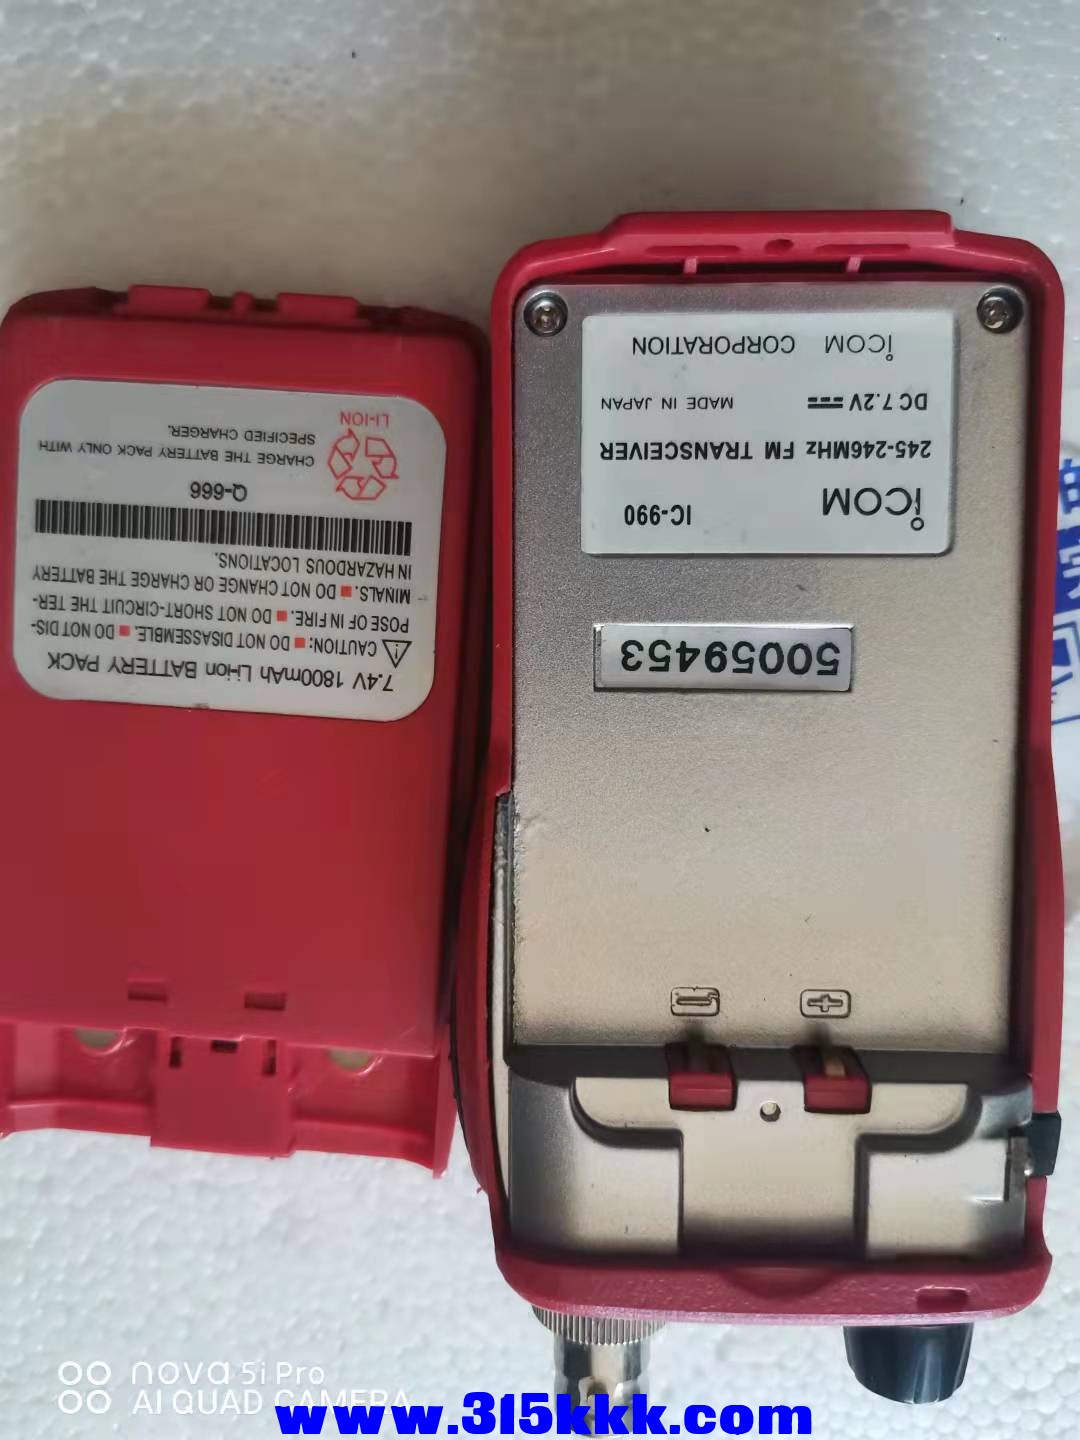 7.4V 1800mAh Li-ion BATTERY PACK
CAUTION: ■ DO NOT DISASSEMBLE. ■ DO NOT DIS-
POSE OF IN FIRE. ■ DO NOT SHORT-CIRCUIT THE TER-
MINALS. ■ DO NOT CHANGE OR CHARGE THE BATTERY
IN HAZARDOUS LOCATIONS.
Q-666
CHARGE THE BATTERY PACK ONLY WITH
SPECIFIED CHARGER.
LI-ION
50059453
iCOM IC-990
245-246MHz FM TRANSCEIVER
DC 7.2V MADE IN JAPAN
iCOM CORPORATION
nova 5i Pro
AI QUAD CAMERA
www.315kkk.com